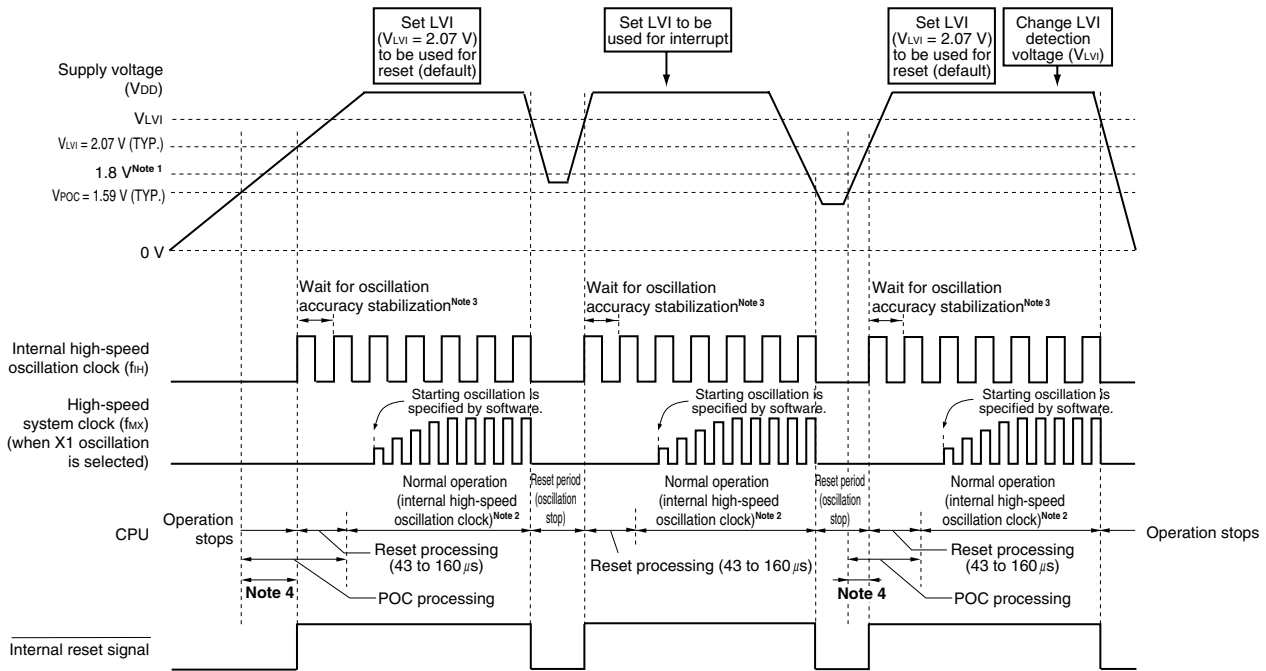 Set LVI
(VLVI = 2.07 V)
to be used for
reset (default)
Set LVI to be
used for interrupt
Set LVI
(VLVI = 2.07 V)
to be used for
reset (default)
Change LVI
detection
voltage (VLVI)
Supply voltage
(VDD)
VLVI
VLVI = 2.07 V (TYP.)
1.8 V Note 1
VPOC = 1.59 V (TYP.)
0 V
Wait for oscillation
accuracy stabilization Note 3
Wait for oscillation
accuracy stabilization Note 3
Wait for oscillation
accuracy stabilization Note 3
Internal high-speed
oscillation clock (fIH)
High-speed
system clock (fMX)
(when X1 oscillation
is selected)
Starting oscillation is
specified by software.
Starting oscillation is
specified by software.
Starting oscillation is
specified by software.
Normal operation
(internal high-speed
oscillation clock) Note 2
Reset period
(oscillation
stop)
Normal operation
(internal high-speed
oscillation clock) Note 2
Reset period
(oscillation
stop)
Normal operation
(internal high-speed
oscillation clock) Note 2
CPU
Operation
stops
Operation stops
Reset processing
(43 to 160 μs)
Reset processing (43 to 160 μs)
Reset processing
(43 to 160 μs)
Note 4
POC processing
Note 4
POC processing
Internal reset signal